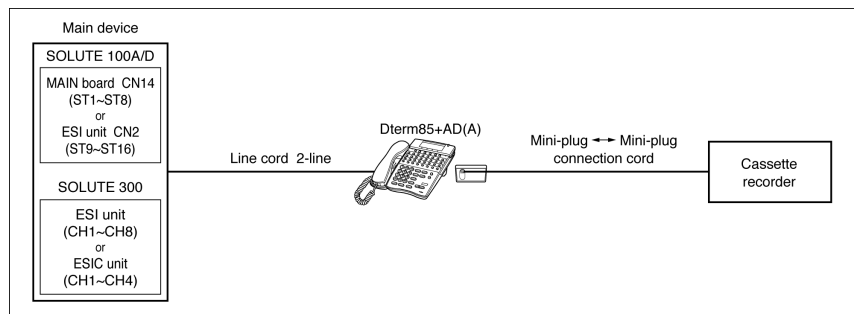 Main device
SOLUTE 100A/D
MAIN board  CN14
(ST1~ST8)
or
ESI unit  CN2
(ST9~ST16)
SOLUTE 300
ESI unit
(CH1~CH8)
or
ESIC unit
(CH1~CH4)
Line cord  2-line
Dterm85+AD(A)
Mini-plug ↔ Mini-plug
connection cord
Cassette
recorder